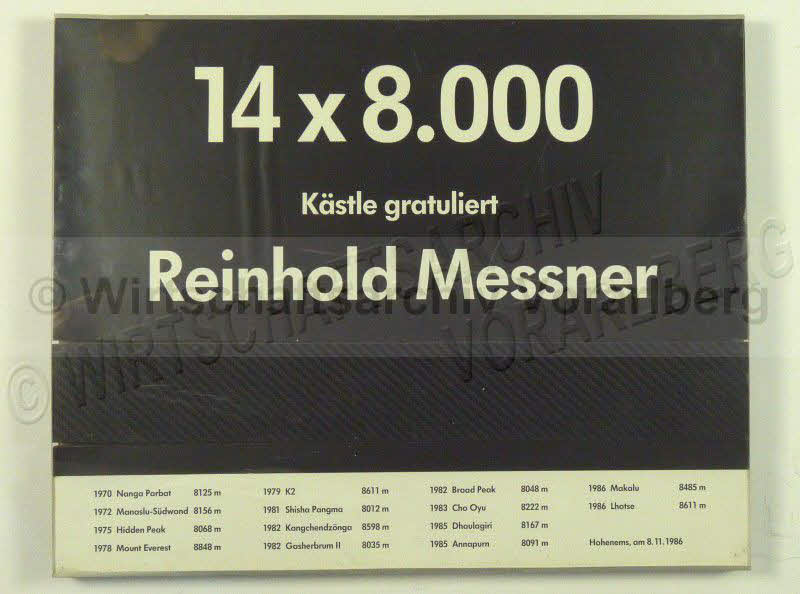 14 x 8.000
Kästle gratuliert
Reinhold Messner
© Wirtschaftsarchiv Vorarlberg
© WIRTSCHAFTSARCHIV
VORARLBERG
1970 Nanga Parbat 8125 m
1972 Manaslu-Südwand 8156 m
1975 Hidden Peak 8068 m
1978 Mount Everest 8848 m
1979 K2 8611 m
1981 Shisha Pangma 8012 m
1982 Kangchendzönga 8598 m
1982 Gasherbrum II 8035 m
1982 Broad Peak 8048 m
1983 Cho Oyu 8222 m
1985 Dhaulagiri 8167 m
1985 Annapurn 8091 m
1986 Makalu 8485 m
1986 Lhotse 8611 m
Hohenems, am 8.11.1986